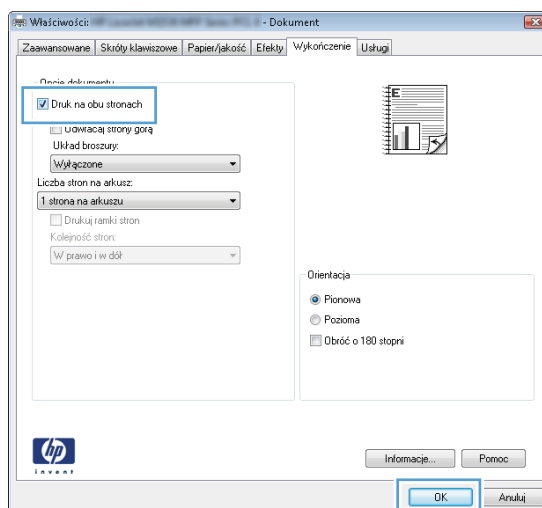 Właściwości: - Dokument
Zaawansowane Skróty klawiszowe Papier/jakość Efekty Wykończenie Usługi
Opcje dokumentu
Druk na obu stronach
Odwracaj strony górą
Układ broszury:
Wyłączone
Liczba stron na arkusz:
1 strona na arkuszu
Drukuj ramki stron
Kolejność stron:
W prawo i w dół
E
Orientacja
Pionowa
Pozioma
Obróć o 180 stopni
hp
invent
Informacje... Pomoc
OK Anuluj